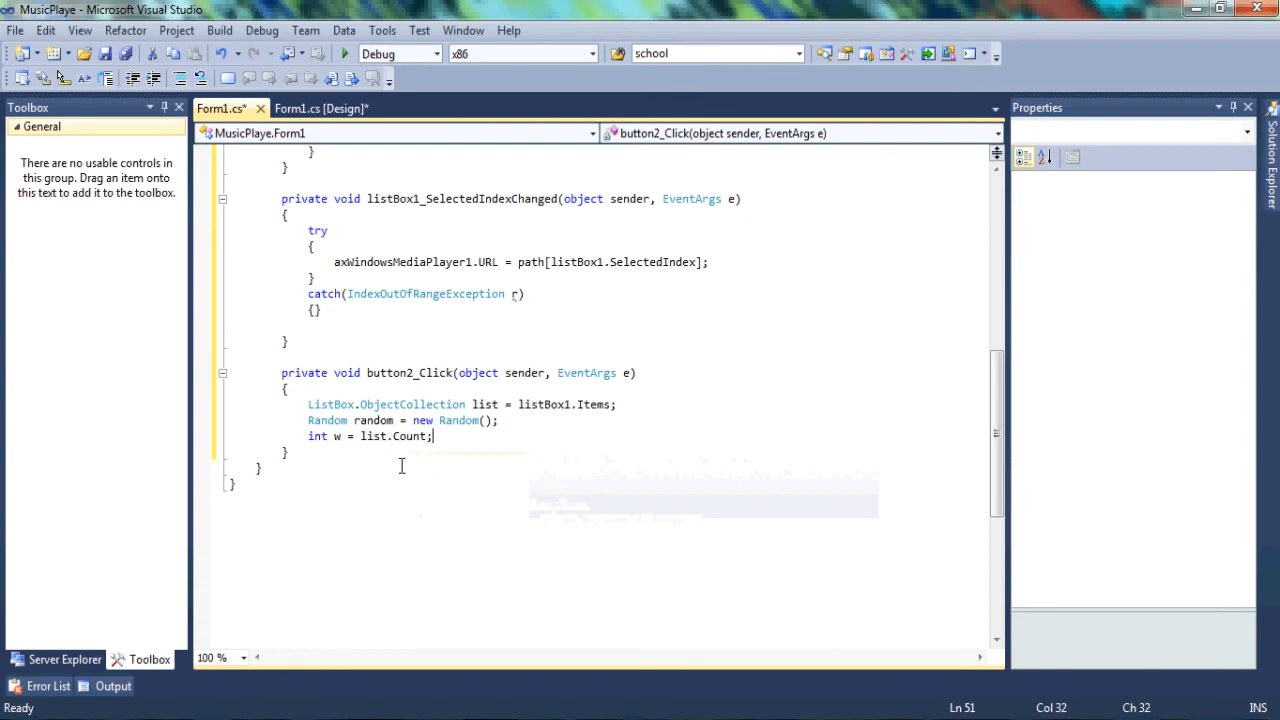 MusicPlaye - Microsoft Visual Studio
File Edit View Refactor Project Build Debug Team Data Tools Test Window Help
Debug x86 school
Toolbox
Form1.cs* Form1.cs [Design]*
Properties
General
MusicPlaye.Form1 button2_Click(object sender, EventArgs e)
There are no usable controls in
this group. Drag an item onto
this text to add it to the toolbox.
}
}
private void listBox1_SelectedIndexChanged(object sender, EventArgs e)
{
try
{
axWindowsMediaPlayer1.URL = path[listBox1.SelectedIndex];
}
catch(IndexOutOfRangeException r)
{}
}
private void button2_Click(object sender, EventArgs e)
{
ListBox.ObjectCollection list = listBox1.Items;
Random random = new Random();
int w = list.Count;
}
}
}
Solution Explorer
100 %
Server Explorer Toolbox
Error List Output
Ready Ln 51 Col 32 Ch 32 INS